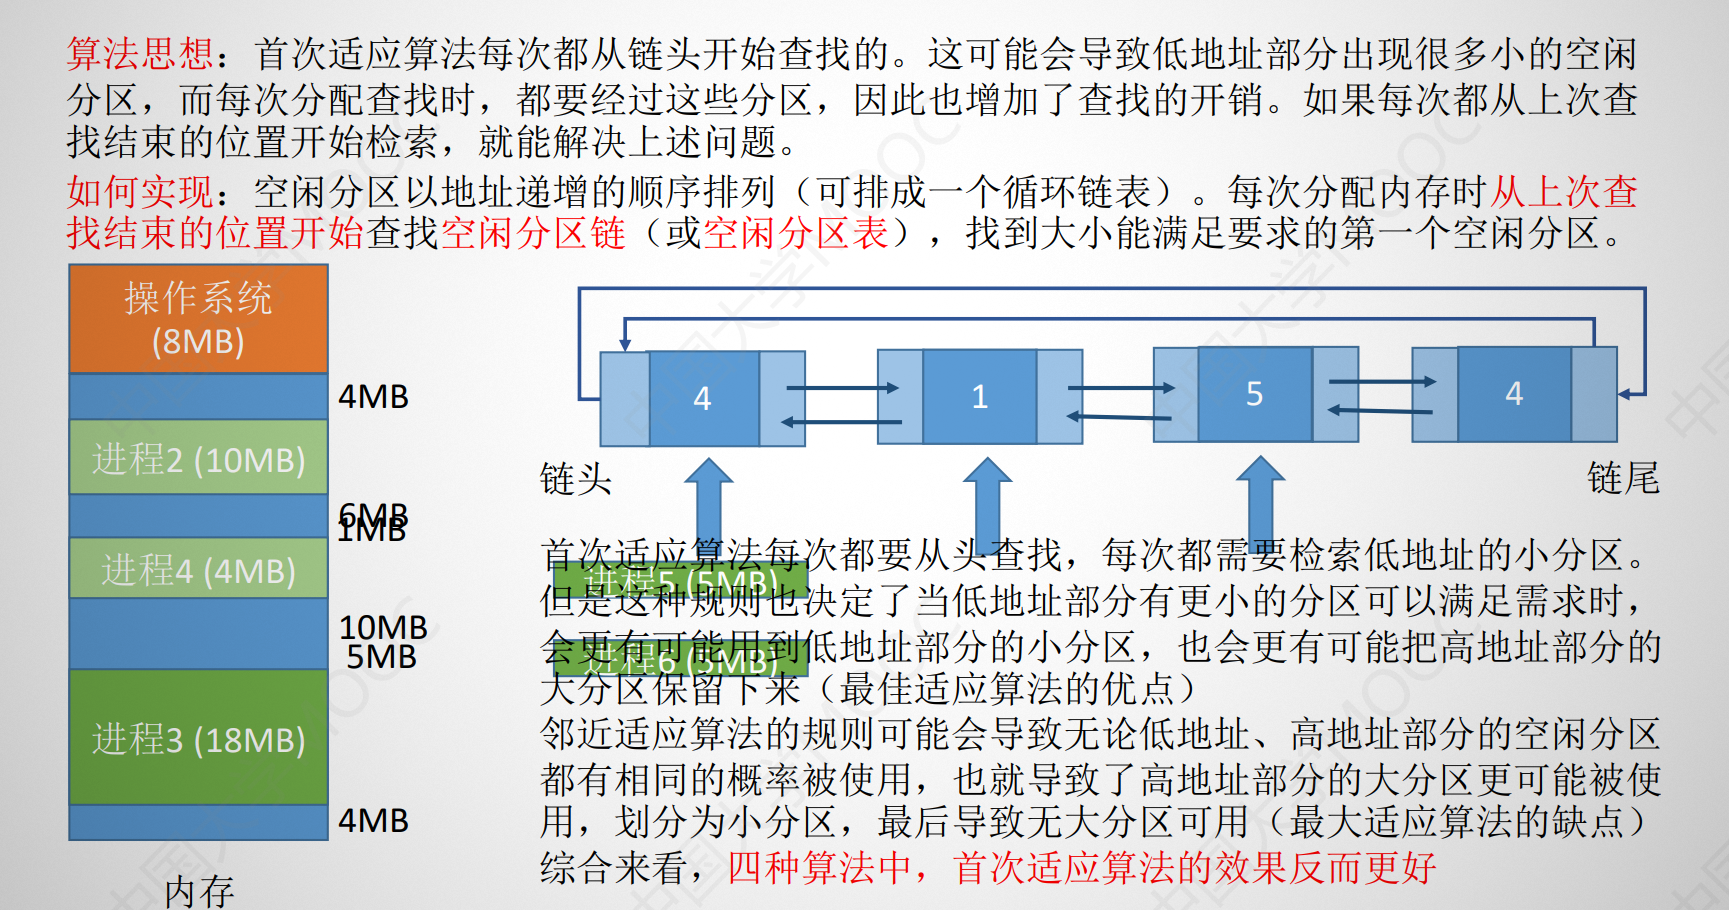 算法思想：首次适应算法每次都从链头开始查找的。这可能会导致低地址部分出现很多小的空闲
分区，而每次分配查找时，都要经过这些分区，因此也增加了查找的开销。如果每次都从上次查
找结束的位置开始检索，就能解决上述问题。
如何实现：空闲分区以地址递增的顺序排列（可排成一个循环链表）。每次分配内存时从上次查
找结束的位置开始查找空闲分区链（或空闲分区表），找到大小能满足要求的第一个空闲分区。
操作系统
(8MB)
4MB
进程2 (10MB)
6MB
1MB
进程4 (4MB)
10MB
5MB
进程3 (18MB)
4MB
内存
4
1
5
4
链头
链尾
进程5 (5MB)
进程6 (5MB)
首次适应算法每次都要从头查找，每次都需要检索低地址的小分区。
但是这种规则也决定了当低地址部分有更小的分区可以满足需求时，
会更有可能用到低地址部分的小分区，也会更有可能把高地址部分的
大分区保留下来（最佳适应算法的优点）
邻近适应算法的规则可能会导致无论低地址、高地址部分的空闲分区
都有相同的概率被使用，也就导致了高地址部分的大分区更可能被使
用，划分为小分区，最后导致无大分区可用（最大适应算法的缺点）
综合来看，四种算法中，首次适应算法的效果反而更好
中国大学MOOC